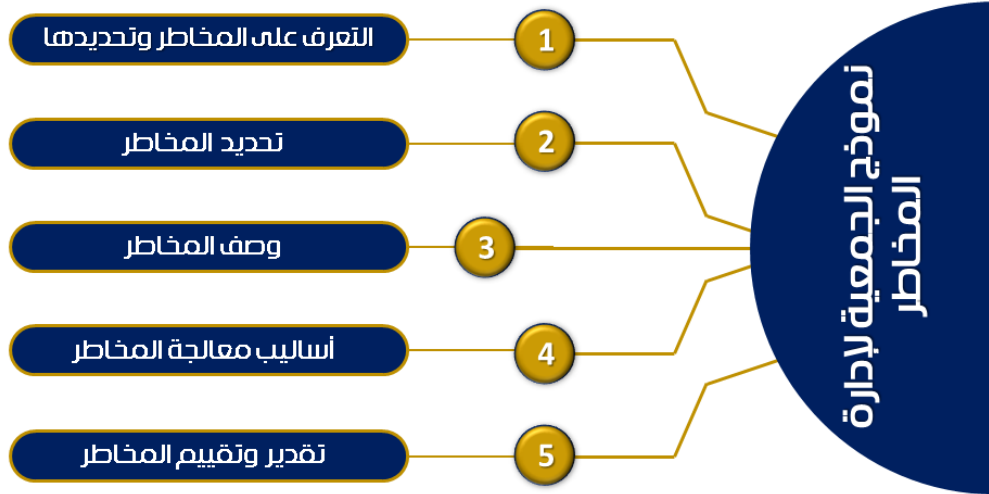 نموذج الجمعية لإدارة
المخاطر
1
التعرف على المخاطر وتحديدها
2
تحديد المخاطر
3
وصف المخاطر
4
أساليب معالجة المخاطر
5
تقدير وتقييم المخاطر